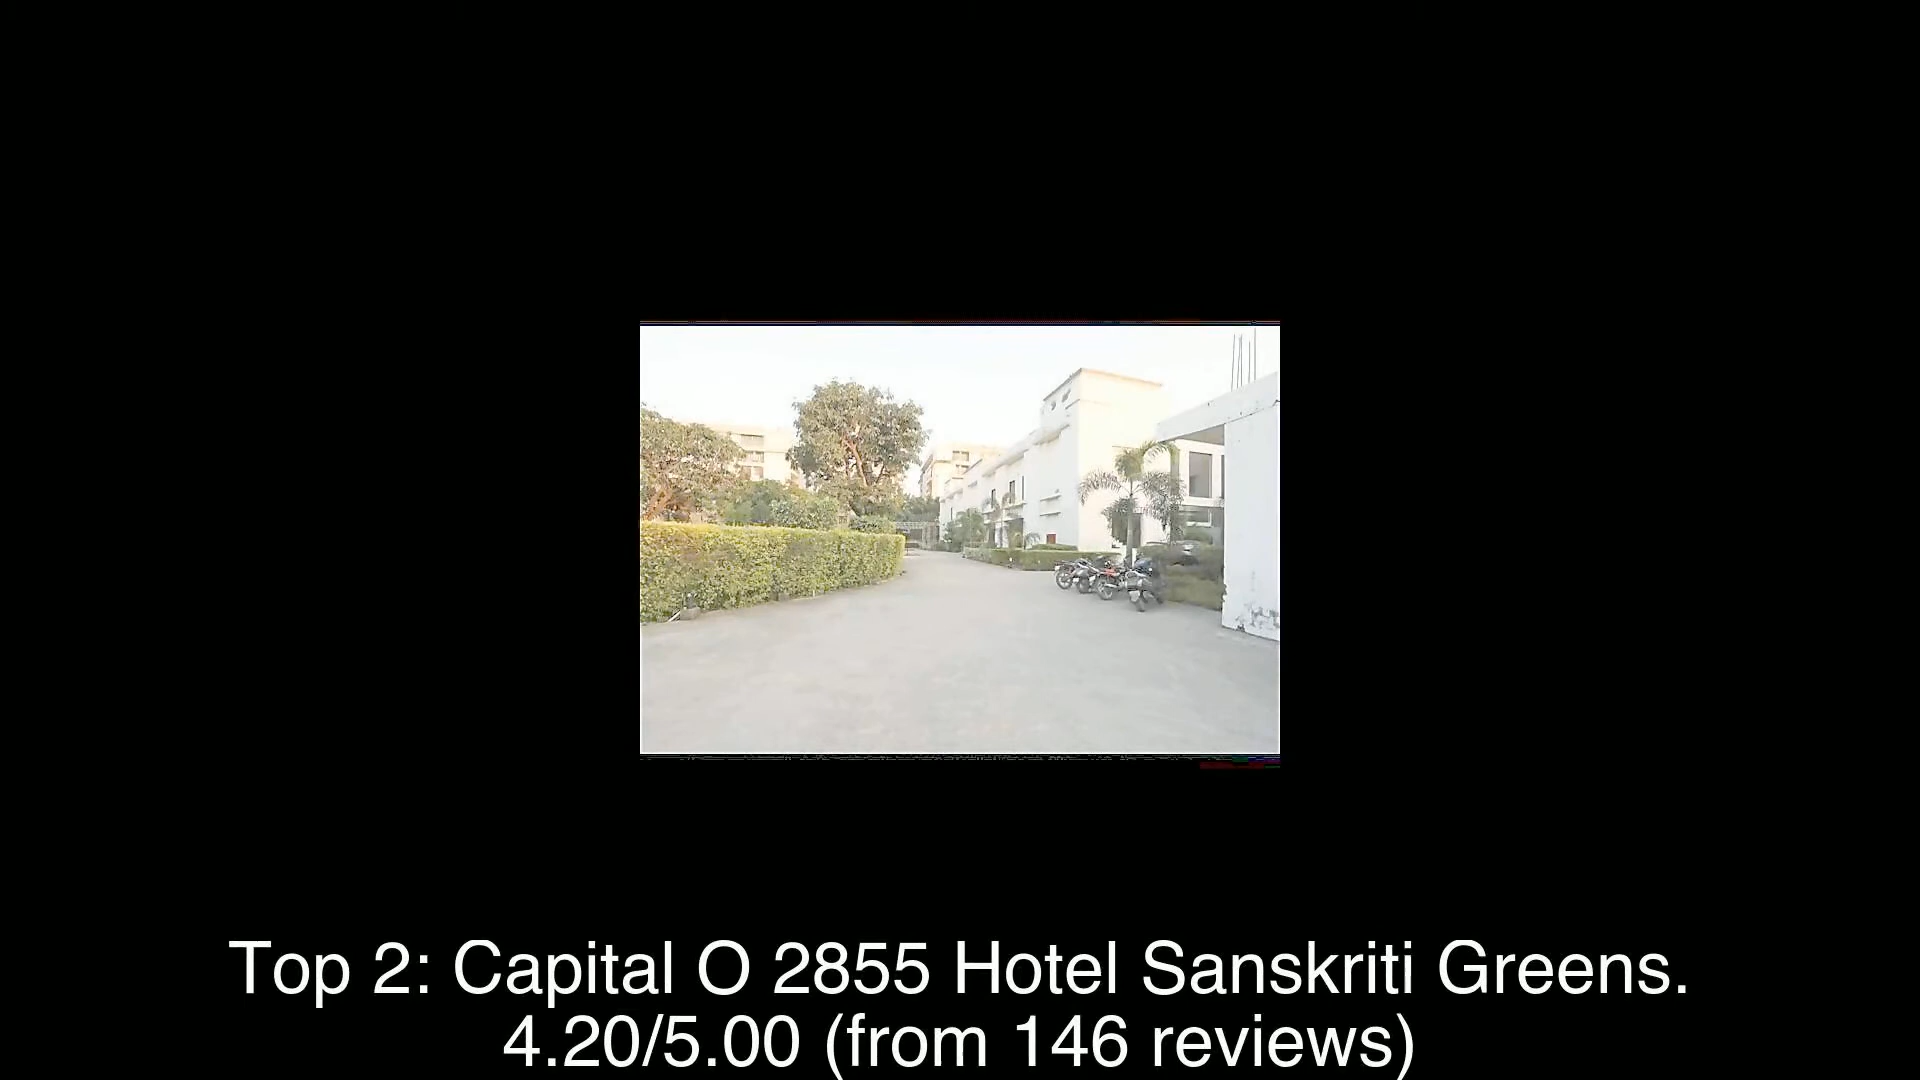 Top 2: Capital O 2855 Hotel Sanskriti Greens.
4.20/5.00 (from 146 reviews)